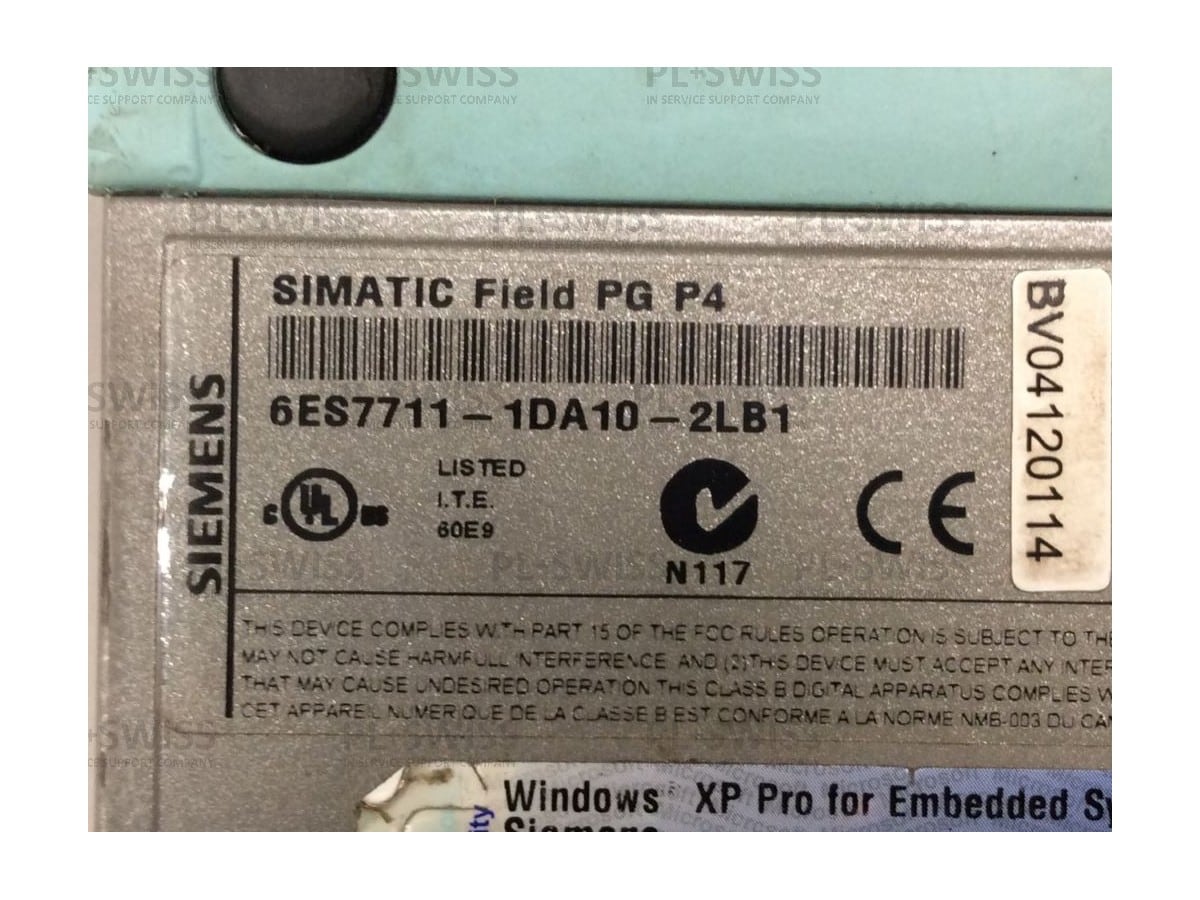 PL+SWISS
IN SERVICE SUPPORT COMPANY
SIMATIC Field PG P4
6ES7711-1DA10-2LB1
SIEMENS
C UL US
LISTED
I.T.E.
60E9
N117
CE
BV04120114
THIS DEVICE COMPLIES WITH PART 15 OF THE FCC RULES OPERATION IS SUBJECT TO THE
MAY NOT CAUSE HARMFULL INTERFERENCE AND (2) THIS DEVICE MUST ACCEPT ANY INTER
THAT MAY CAUSE UNDESIRED OPERATION THIS CLASS B DIGITAL APPARATUS COMPLIES W
CET APPAREIL NUMERIQUE DE LA CLASSE B EST CONFORME A LA NORME NMB-003 DU CAN
Windows XP Pro for Embedded Sy
Siemens